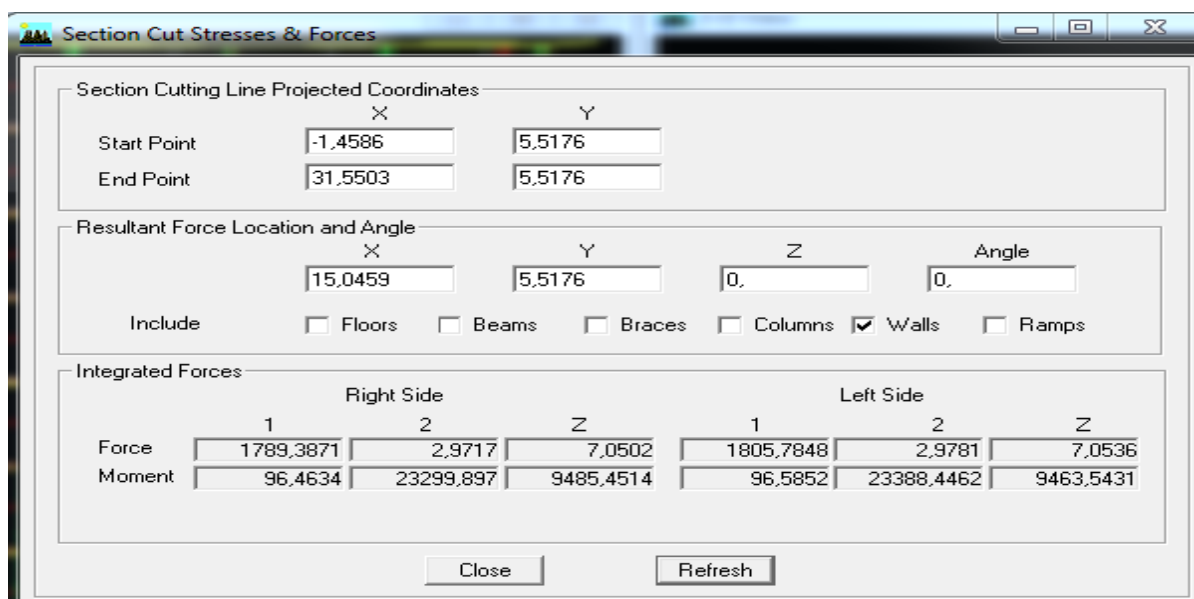 Section Cut Stresses & Forces
Section Cutting Line Projected Coordinates
X Y
Start Point -1,4586 5,5176
End Point 31,5503 5,5176
Resultant Force Location and Angle
X Y Z Angle
15,0459 5,5176 0, 0,
Include Floors Beams Braces Columns Walls Ramps
Integrated Forces
Right Side Left Side
1 2 Z 1 2 Z
Force 1789,3871 2,9717 7,0502 1805,7848 2,9781 7,0536
Moment 96,4634 23299,897 9485,4514 96,5852 23388,4462 9463,5431
Close Refresh